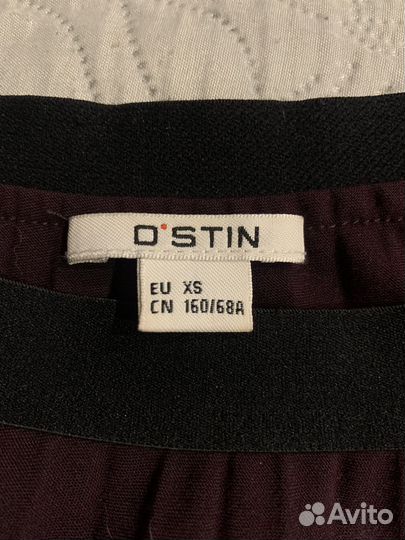 O'STIN
EU XS
CN 160/68A
Avito